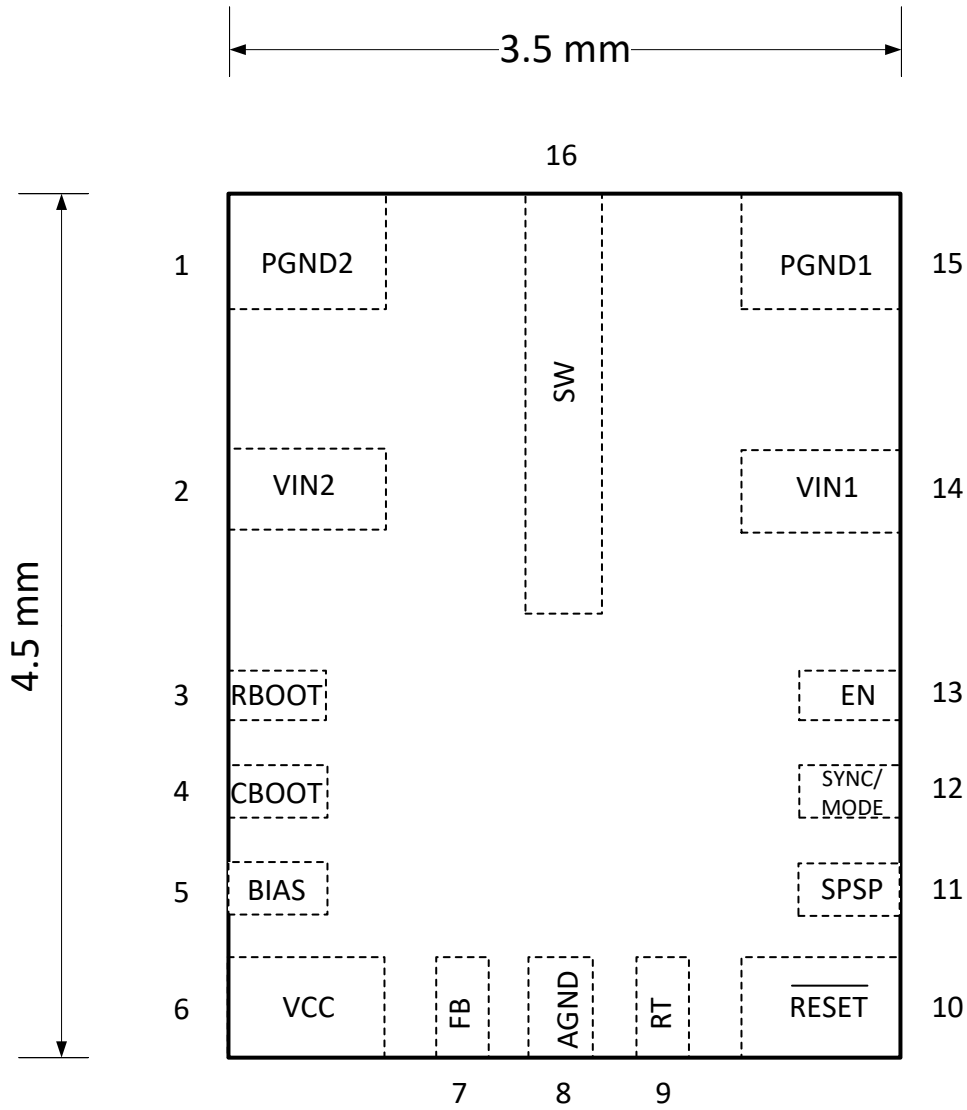 3.5 mm
16
1
PGND2
PGND1
15
SW
2
VIN2
VIN1
14
4.5 mm
3
RBOOT
EN
13
4
CBOOT
SYNC/
MODE
12
5
BIAS
SPSP
11
6
VCC
FB
AGND
RT
RESET
10
7
8
9